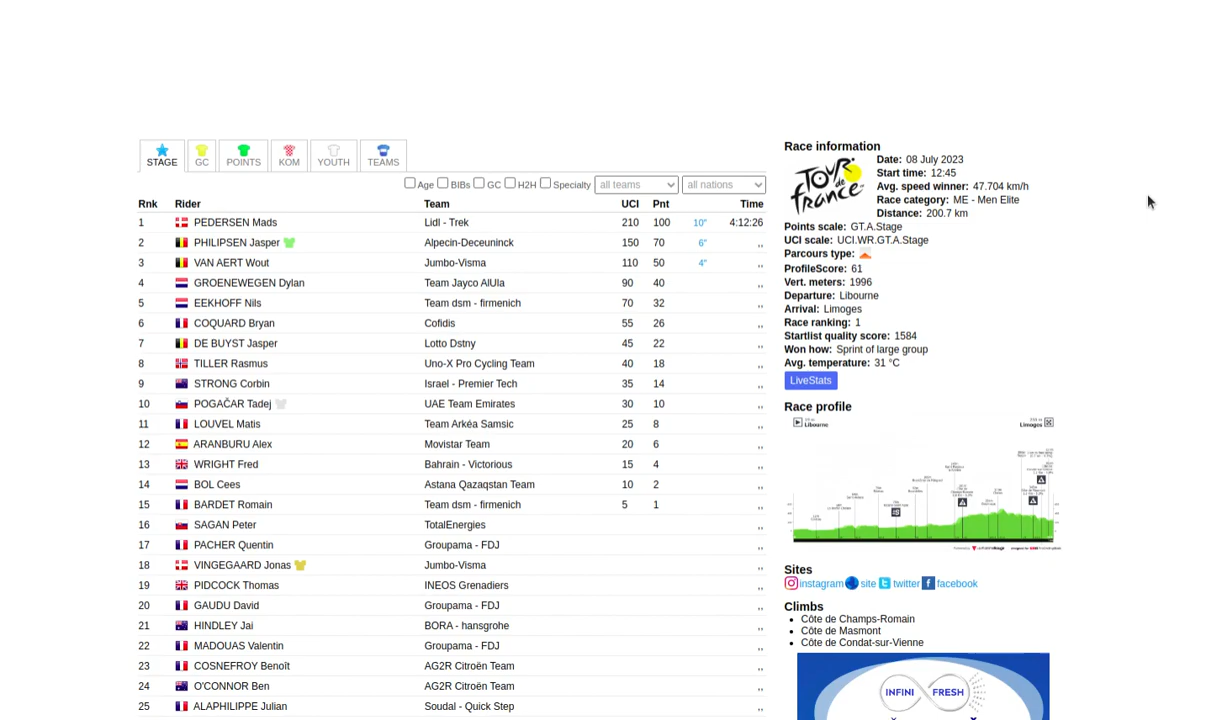 STAGE GC POINTS KOM YOUTH TEAMS
Age BIBs GC H2H Specialty all teams all nations
Rnk Rider Team UCI Pnt Time
1 PEDERSEN Mads Lidl - Trek 210 100 10" 4:12:26
2 PHILIPSEN Jasper Alpecin-Deceuninck 150 70 6" ,,
3 VAN AERT Wout Jumbo-Visma 110 50 4" ,,
4 GROENEWEGEN Dylan Team Jayco AlUla 90 40 ,,
5 EEKHOFF Nils Team dsm - firmenich 70 32 ,,
6 COQUARD Bryan Cofidis 55 26 ,,
7 DE BUYST Jasper Lotto Dstny 45 22 ,,
8 TILLER Rasmus Uno-X Pro Cycling Team 40 18 ,,
9 STRONG Corbin Israel - Premier Tech 35 14 ,,
10 POGAČAR Tadej UAE Team Emirates 30 10 ,,
11 LOUVEL Matis Team Arkéa Samsic 25 8 ,,
12 ARANBURU Alex Movistar Team 20 6 ,,
13 WRIGHT Fred Bahrain - Victorious 15 4 ,,
14 BOL Cees Astana Qazaqstan Team 10 2 ,,
15 BARDET Romain Team dsm - firmenich 5 1 ,,
16 SAGAN Peter TotalEnergies ,,
17 PACHER Quentin Groupama - FDJ ,,
18 VINGEGAARD Jonas Jumbo-Visma ,,
19 PIDCOCK Thomas INEOS Grenadiers ,,
20 GAUDU David Groupama - FDJ ,,
21 HINDLEY Jai BORA - hansgrohe ,,
22 MADOUAS Valentin Groupama - FDJ ,,
23 COSNEFROY Benoît AG2R Citroën Team ,,
24 O'CONNOR Ben AG2R Citroën Team ,,
25 ALAPHILIPPE Julian Soudal - Quick Step ,,
Race information
TOUR de france
Date: 08 July 2023
Start time: 12:45
Avg. speed winner: 47.704 km/h
Race category: ME - Men Elite
Distance: 200.7 km
Points scale: GT.A.Stage
UCI scale: UCI.WR.GT.A.Stage
Parcours type:
ProfileScore: 61
Vert. meters: 1996
Departure: Libourne
Arrival: Limoges
Race ranking: 1
Startlist quality score: 1584
Won how: Sprint of large group
Avg. temperature: 31 °C
LiveStats
Race profile
Libourne
Limoges
Sites
instagram site twitter facebook
Climbs
Côte de Champs-Romain
Côte de Masmont
Côte de Condat-sur-Vienne
INFINI FRESH